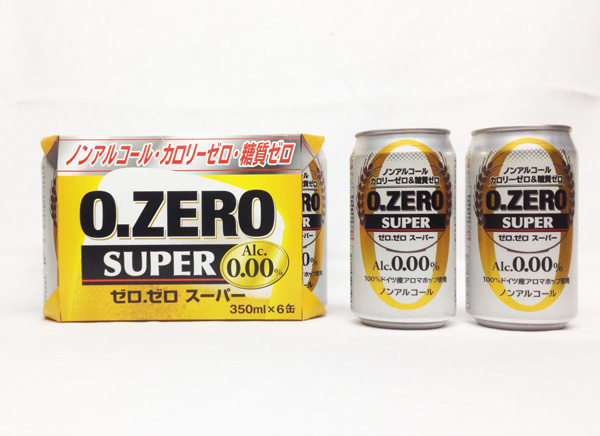 ノンアルコール・カロリーゼロ・糖質ゼロ
O.ZERO
SUPER
Alc.
0.00%
ゼロ.ゼロ スーパー
350ml×6缶
ノンアルコール
カロリーゼロ&糖質ゼロ
O.ZERO
SUPER
ゼロ.ゼロ スーパー
Alc.0.00%
100%ドイツ産アロマホップ使用
ノンアルコール
ノンアルコール
カロリーゼロ&糖質ゼロ
O.ZERO
SUPER
ゼロ.ゼロ スーパー
Alc.0.00%
100%ドイツ産アロマホップ使用
ノンアルコール